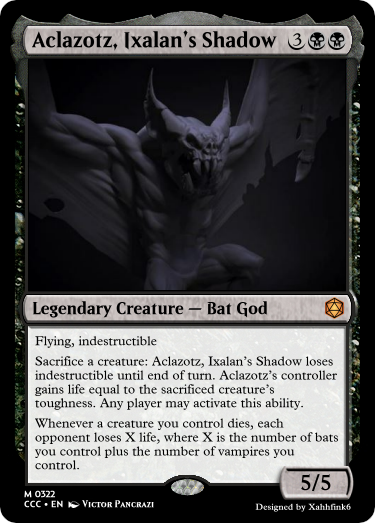 Aclazotz, Ixalan's Shadow 3
Legendary Creature — Bat God
Flying, indestructible
Sacrifice a creature: Aclazotz, Ixalan's Shadow loses
indestructible until end of turn. Aclazotz's controller
gains life equal to the sacrificed creature's
toughness. Any player may activate this ability.
Whenever a creature you control dies, each
opponent loses X life, where X is the number of bats
you control plus the number of vampires you
control.
5/5
M 0322
CCC • EN Victor Pancrazi
Designed by Xahhfink6